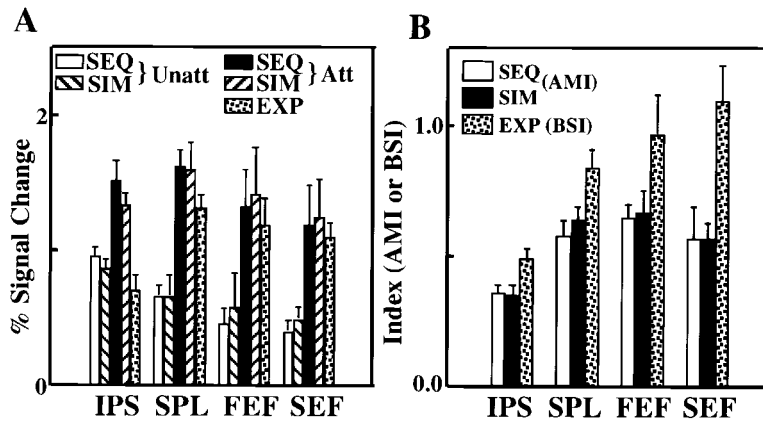 A
SEQ
SIM
} Unatt
SEQ
SIM
} Att
EXP
2
0
% Signal Change
IPS SPL FEF SEF
B
SEQ (AMI)
SIM
EXP (BSI)
1.0
0.0
Index (AMI or BSI)
IPS SPL FEF SEF